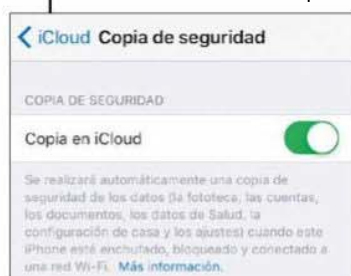 iCloud Copia de seguridad
COPIA DE SEGURIDAD
Copia en iCloud
Se realizará automáticamente una copia de
seguridad de los datos (la fototeca, las cuentas,
los documentos, los datos de Salud, la
configuración de casa y los ajustes) cuando este
iPhone esté enchufado, bloqueado y conectado a
una red Wi-Fi. Más información.